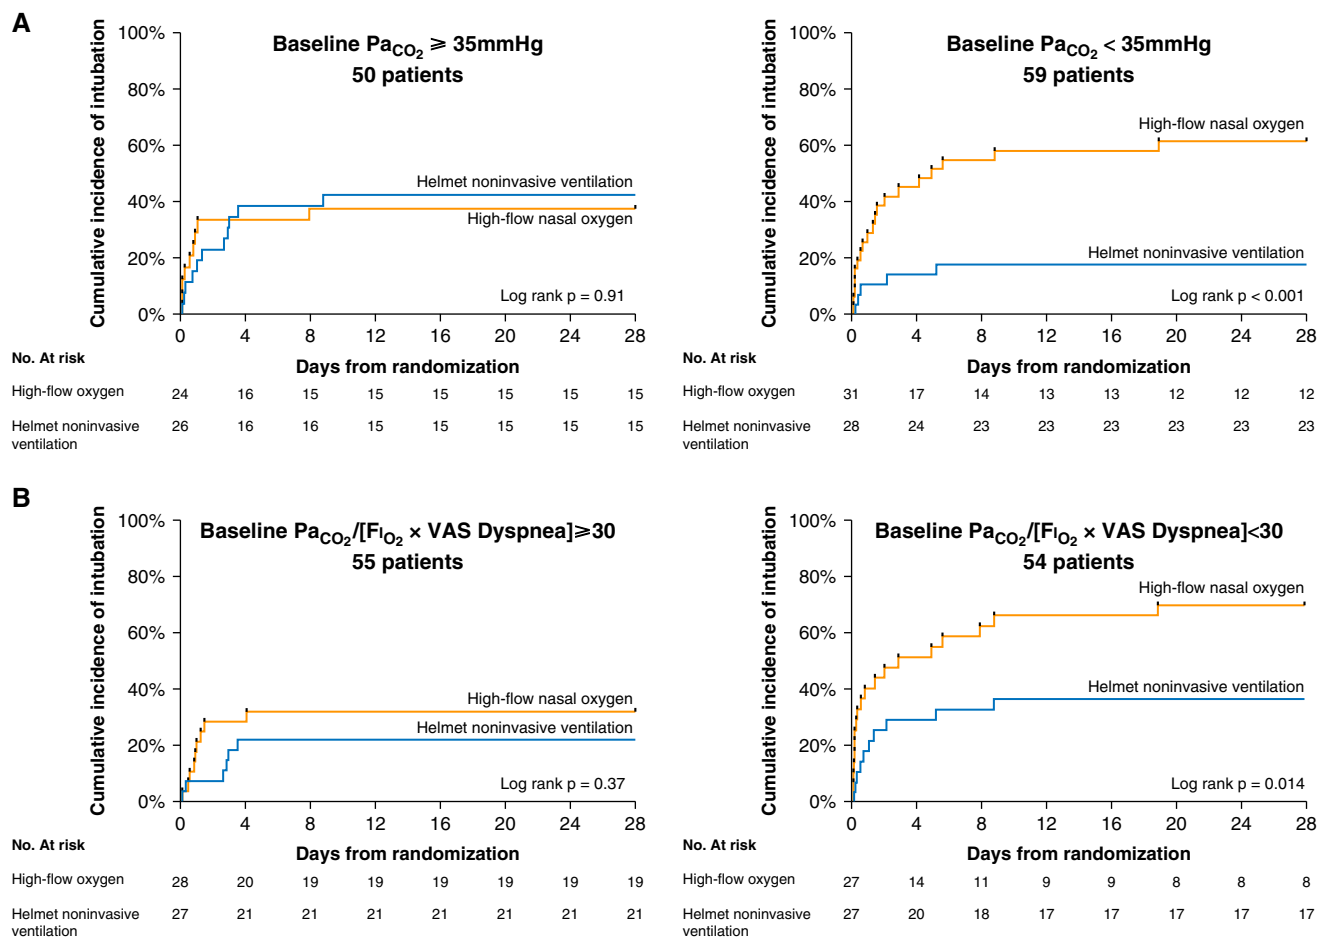 A
Baseline PaCO2 ⩾ 35mmHg
50 patients
Cumulative incidence of intubation
100%
80%
60%
40%
20%
0%
Helmet noninvasive ventilation
High-flow nasal oxygen
Log rank p = 0.91
0 4 8 12 16 20 24 28
Days from randomization
No. At risk
High-flow oxygen 24 16 15 15 15 15 15 15
Helmet noninvasive ventilation 26 16 16 15 15 15 15 15
Baseline PaCO2 < 35mmHg
59 patients
Cumulative incidence of intubation
100%
80%
60%
40%
20%
0%
High-flow nasal oxygen
Helmet noninvasive ventilation
Log rank p < 0.001
0 4 8 12 16 20 24 28
Days from randomization
No. At risk
High-flow oxygen 31 17 14 13 13 12 12 12
Helmet noninvasive ventilation 28 24 23 23 23 23 23 23
B
Baseline PaCO2/[FIO2 × VAS Dyspnea]⩾30
55 patients
Cumulative incidence of intubation
100%
80%
60%
40%
20%
0%
High-flow nasal oxygen
Helmet noninvasive ventilation
Log rank p = 0.37
0 4 8 12 16 20 24 28
Days from randomization
No. At risk
High-flow oxygen 28 20 19 19 19 19 19 19
Helmet noninvasive ventilation 27 21 21 21 21 21 21 21
Baseline PaCO2/[FIO2 × VAS Dyspnea]<30
54 patients
Cumulative incidence of intubation
100%
80%
60%
40%
20%
0%
High-flow nasal oxygen
Helmet noninvasive ventilation
Log rank p = 0.014
0 4 8 12 16 20 24 28
Days from randomization
No. At risk
High-flow oxygen 27 14 11 9 9 8 8 8
Helmet noninvasive ventilation 27 20 18 17 17 17 17 17